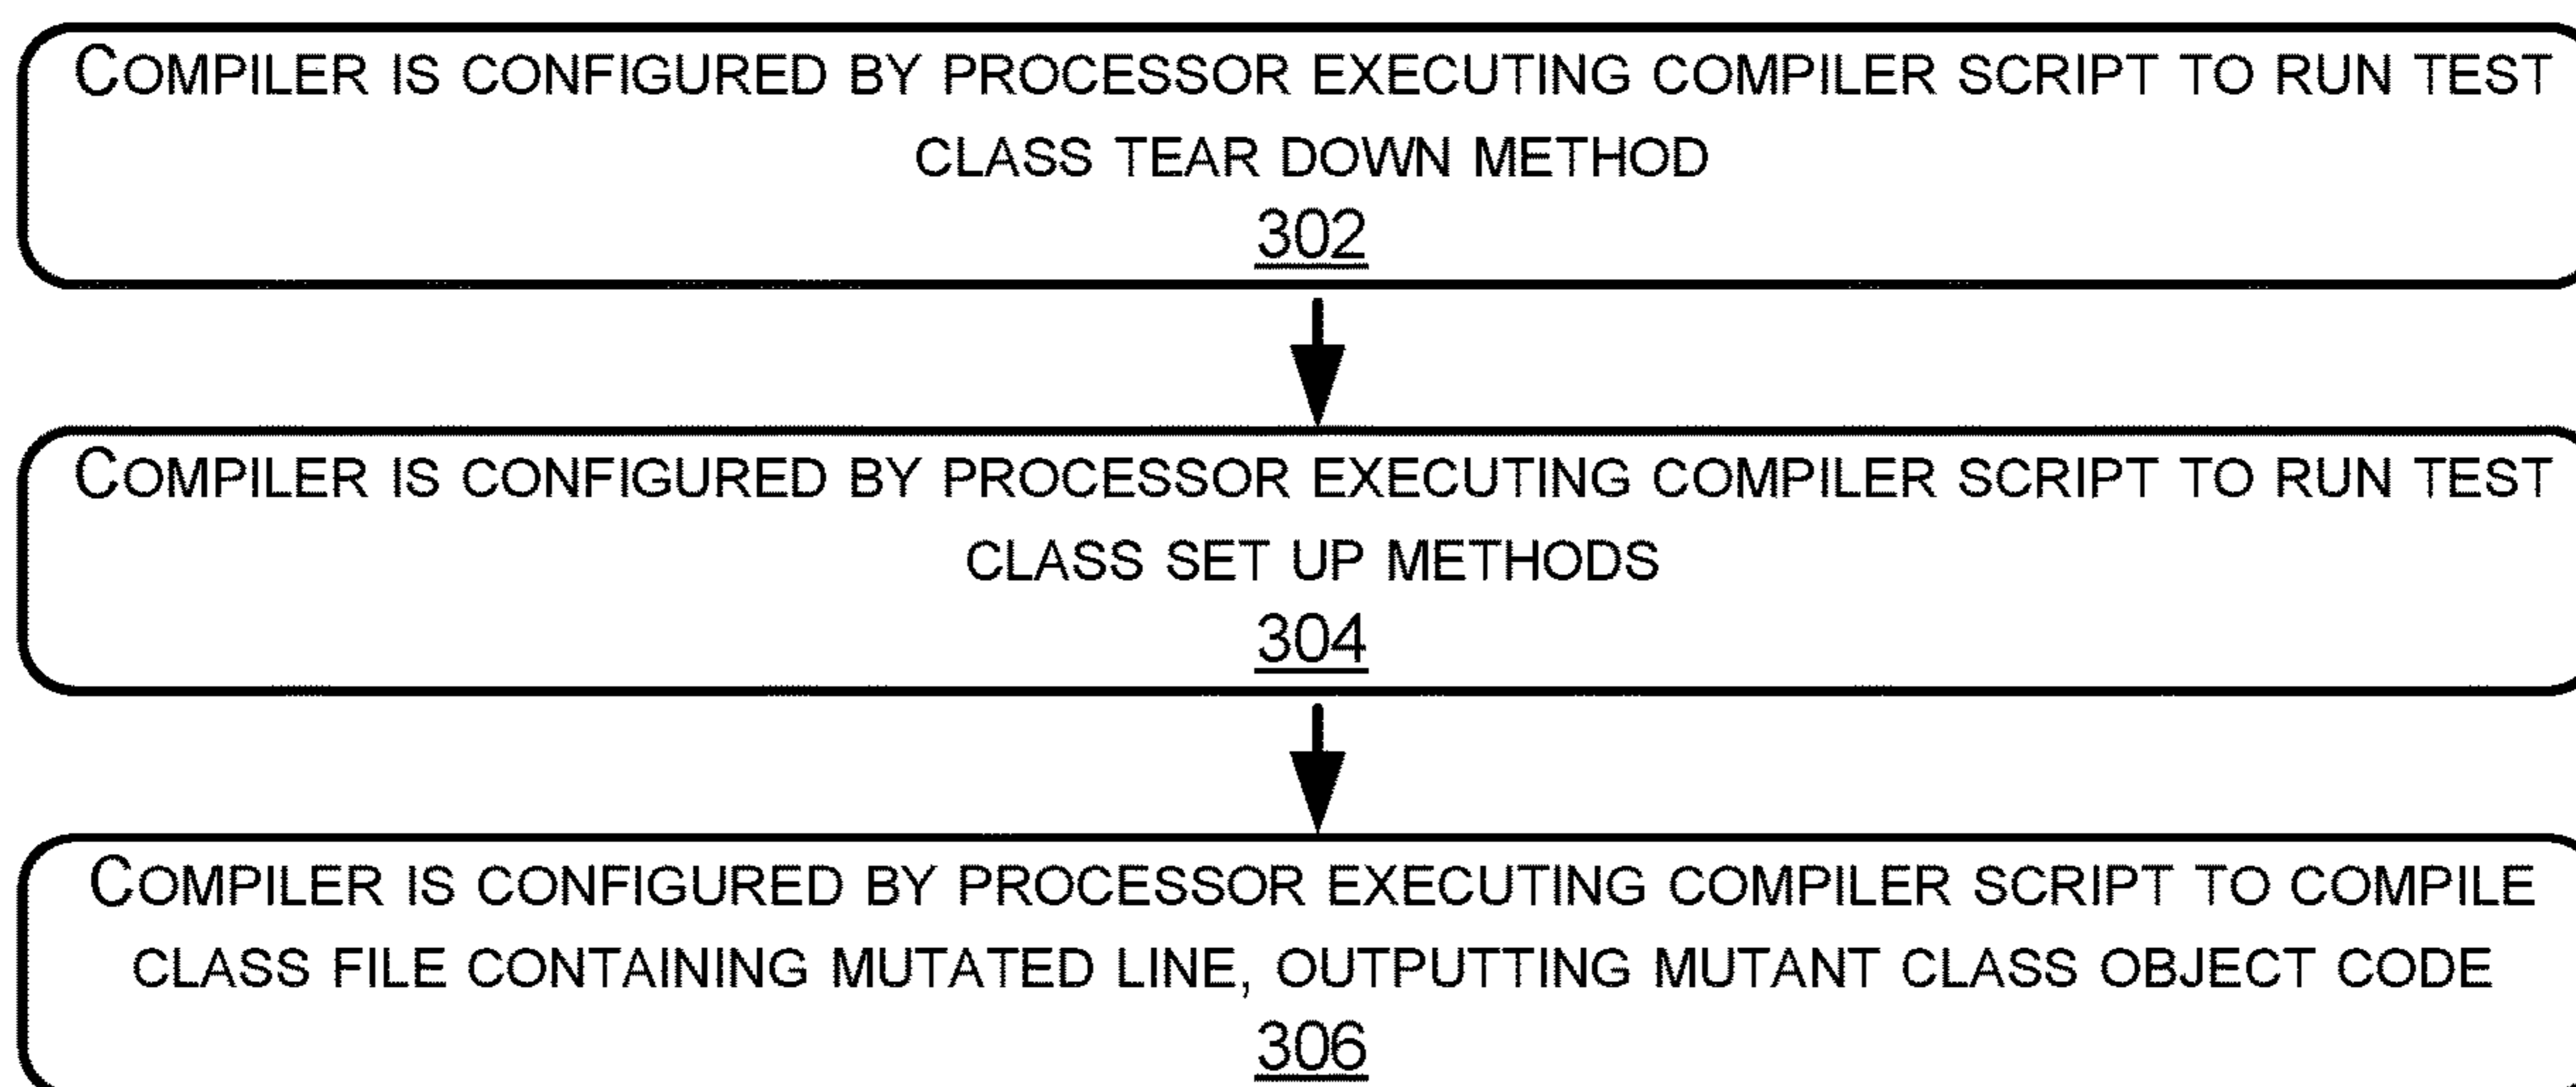 COMPILER IS CONFIGURED BY PROCESSOR EXECUTING COMPILER SCRIPT TO RUN TEST
CLASS TEAR DOWN METHOD
302
COMPILER IS CONFIGURED BY PROCESSOR EXECUTING COMPILER SCRIPT TO RUN TEST
CLASS SET UP METHODS
304
COMPILER IS CONFIGURED BY PROCESSOR EXECUTING COMPILER SCRIPT TO COMPILE
CLASS FILE CONTAINING MUTATED LINE, OUTPUTTING MUTANT CLASS OBJECT CODE
306